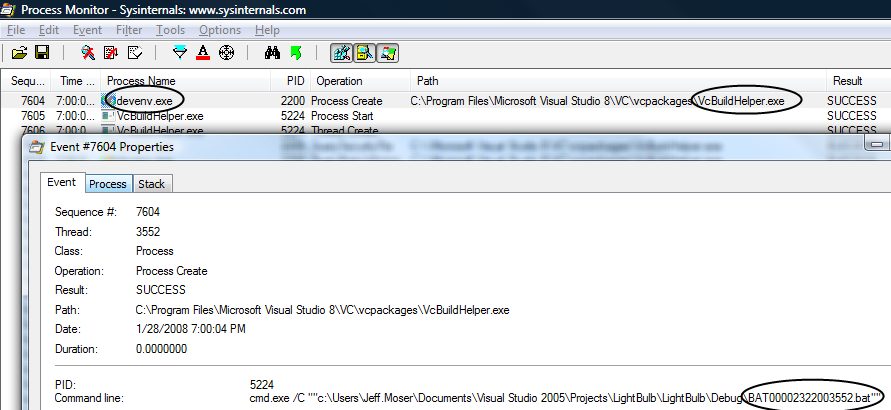 Process Monitor - Sysinternals: www.sysinternals.com
File Edit Event Filter Tools Options Help
Sequ... Time ... Process Name PID Operation Path Result
7604 7:00:0... devenv.exe 2200 Process Create C:\Program Files\Microsoft Visual Studio 8\VC\vcpackages\VcBuildHelper.exe SUCCESS
7605 7:00:0... VcBuildHelper.exe 5224 Process Start SUCCESS
7606 7:00:0... VcBuildHelper.exe 5224 Thread Create SUCCESS
Event #7604 Properties
Event Process Stack
Sequence #: 7604
Thread: 3552
Class: Process
Operation: Process Create
Result: SUCCESS
Path: C:\Program Files\Microsoft Visual Studio 8\VC\vcpackages\VcBuildHelper.exe
Date: 1/28/2008 7:00:04 PM
Duration: 0.0000000
PID: 5224
Command line: cmd.exe /C ""c:\Users\Jeff.Moser\Documents\Visual Studio 2005\Projects\LightBulb\LightBulb\Debug\BAT00002322003552.bat""